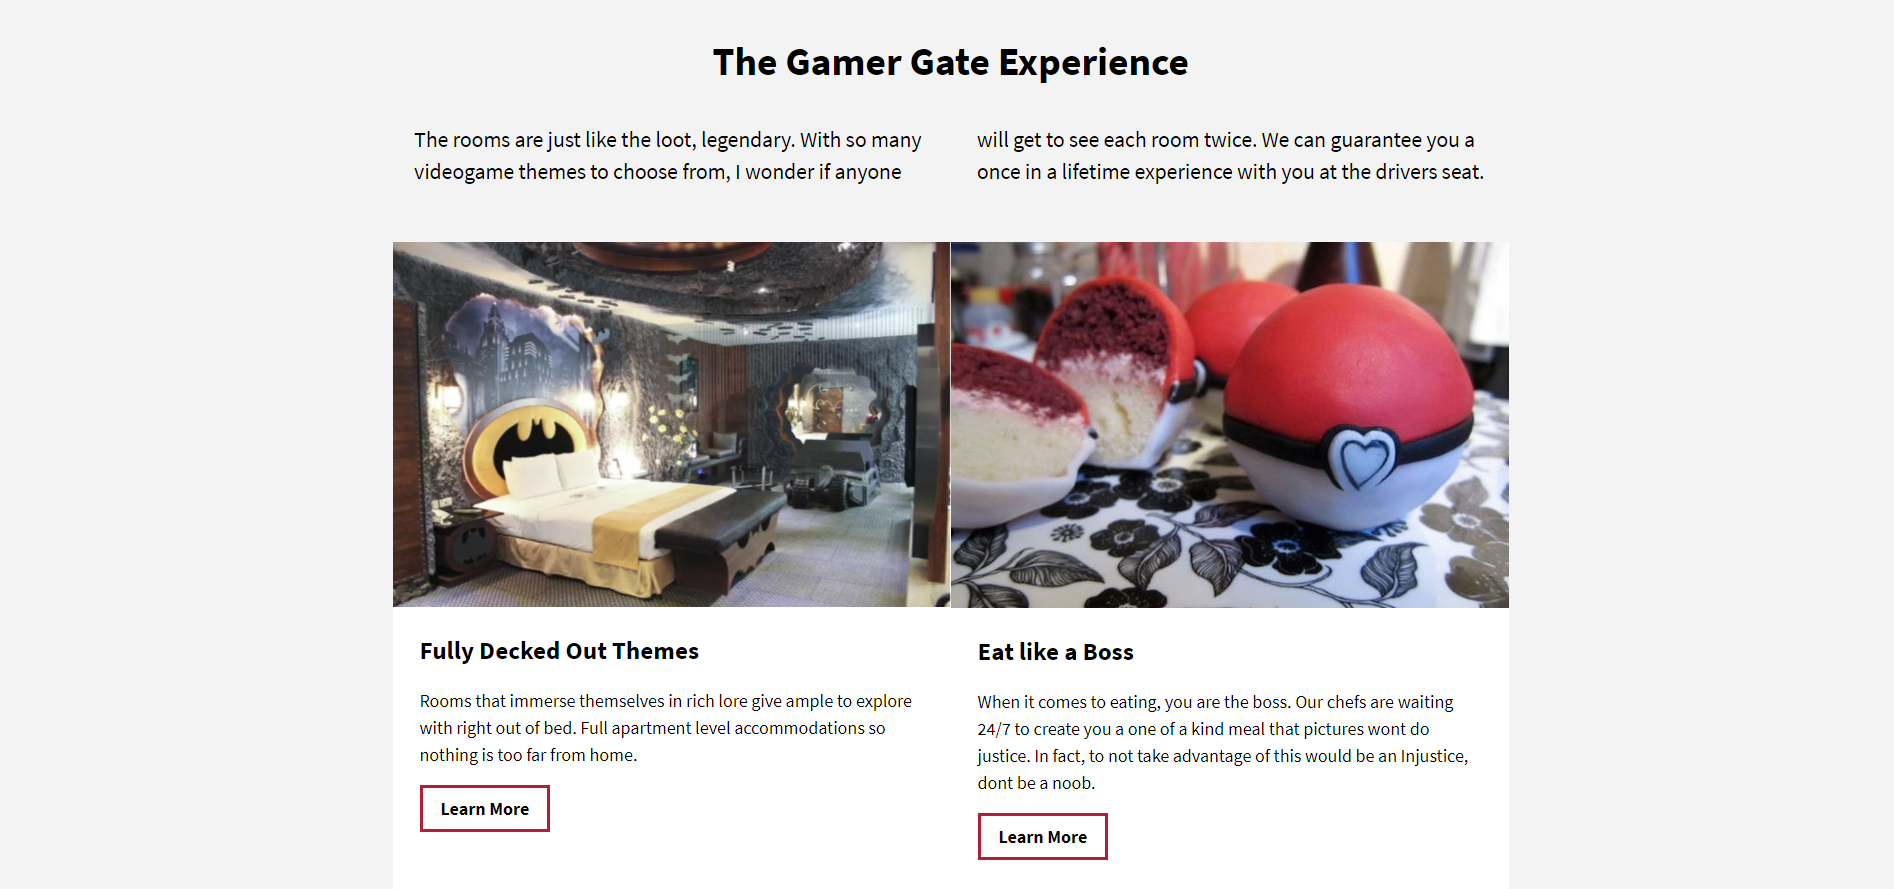 The Gamer Gate Experience
The rooms are just like the loot, legendary. With so many
videogame themes to choose from, I wonder if anyone
will get to see each room twice. We can guarantee you a
once in a lifetime experience with you at the drivers seat.
Fully Decked Out Themes
Rooms that immerse themselves in rich lore give ample to explore
with right out of bed. Full apartment level accommodations so
nothing is too far from home.
Learn More
Eat like a Boss
When it comes to eating, you are the boss. Our chefs are waiting
24/7 to create you a one of a kind meal that pictures wont do
justice. In fact, to not take advantage of this would be an Injustice,
dont be a noob.
Learn More